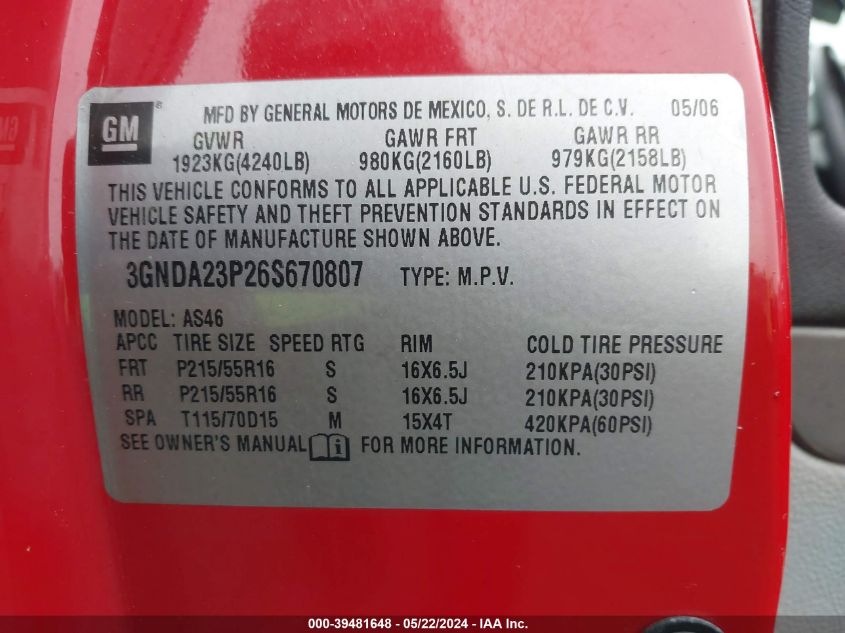 GM ® MFD BY GENERAL MOTORS DE MEXICO, S. DE R.L. DE C.V. 05/06
GVWR GAWR FRT GAWR RR
1923KG(4240LB) 980KG(2160LB) 979KG(2158LB)
THIS VEHICLE CONFORMS TO ALL APPLICABLE U.S. FEDERAL MOTOR
VEHICLE SAFETY AND THEFT PREVENTION STANDARDS IN EFFECT ON
THE DATE OF MANUFACTURE SHOWN ABOVE.
3GNDA23P26S670807 TYPE: M.P.V.
MODEL: AS46
APCC TIRE SIZE SPEED RTG RIM COLD TIRE PRESSURE
FRT P215/55R16 S 16X6.5J 210KPA(30PSI)
RR P215/55R16 S 16X6.5J 210KPA(30PSI)
SPA T115/70D15 M 15X4T 420KPA(60PSI)
SEE OWNER'S MANUAL i FOR MORE INFORMATION.
000-39481648 - 05/22/2024 - IAA Inc.